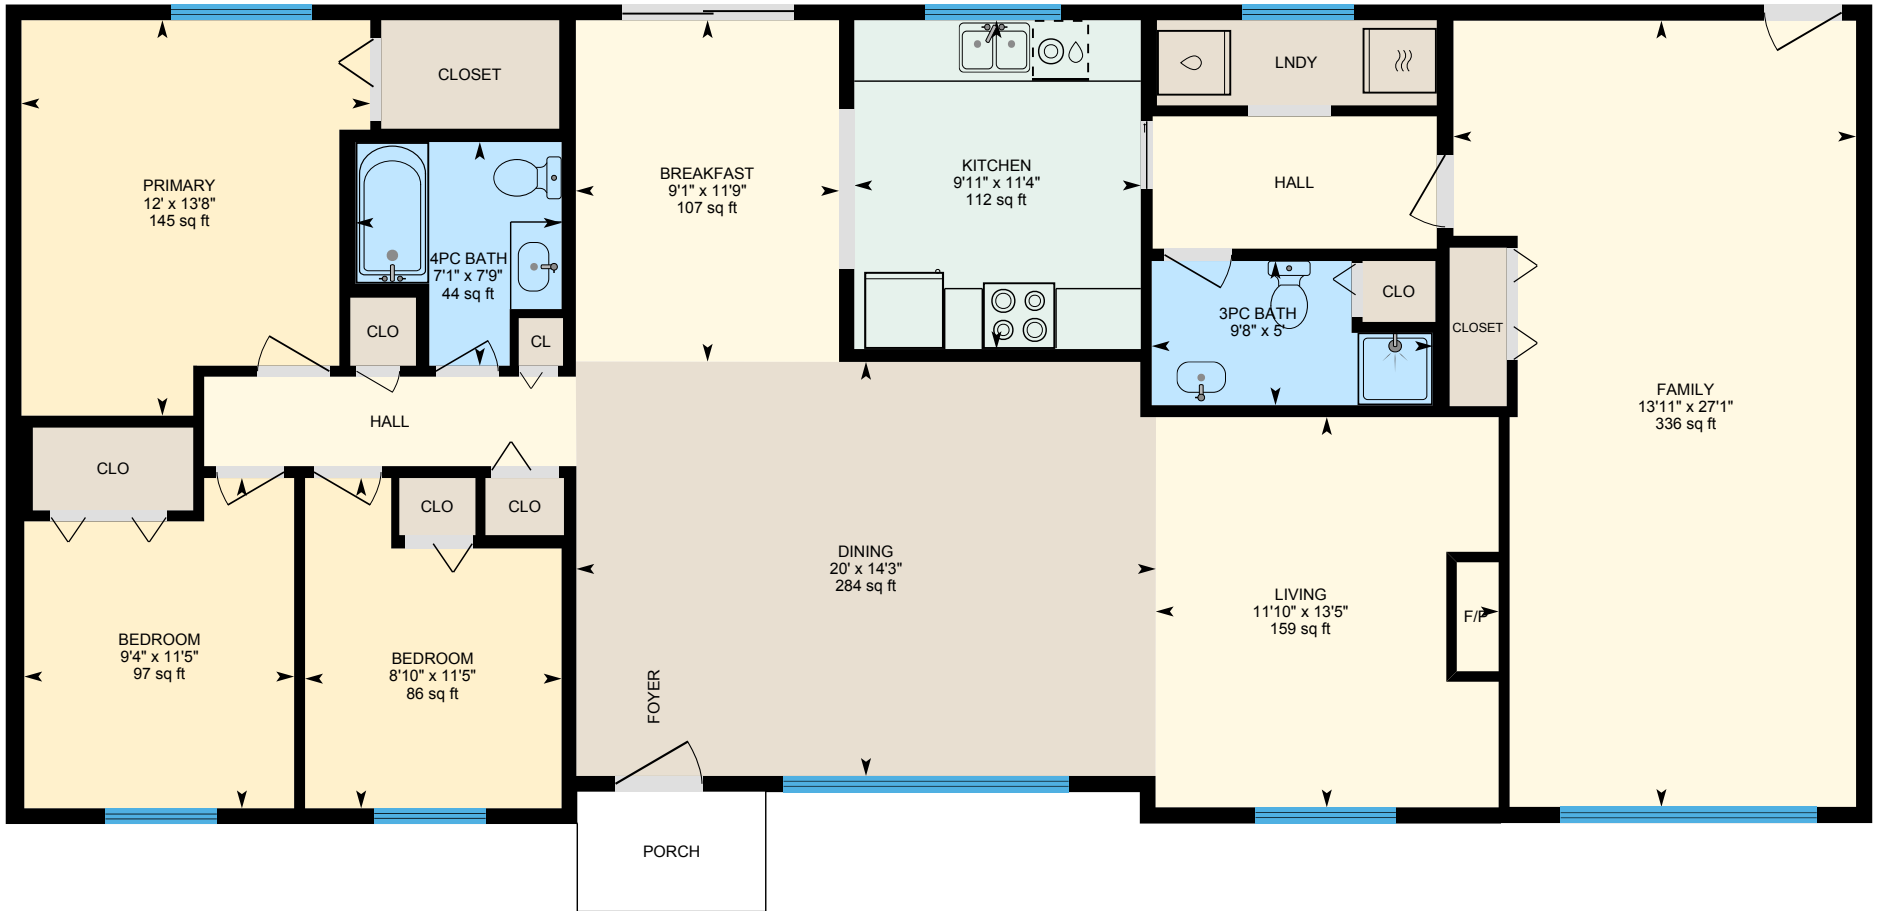 CLOSET
LNDY
PRIMARY
12' x 13'8"
145 sq ft
BREAKFAST
9'1" x 11'9"
107 sq ft
KITCHEN
9'11" x 11'4"
112 sq ft
HALL
4PC BATH
7'1" x 7'9"
44 sq ft
CLO
CL
3PC BATH
9'8" x 5'
CLO
CLOSET
FAMILY
13'11" x 27'1"
336 sq ft
HALL
CLO
CLO
CLO
DINING
20' x 14'3"
284 sq ft
LIVING
11'10" x 13'5"
159 sq ft
F/P
BEDROOM
9'4" x 11'5"
97 sq ft
BEDROOM
8'10" x 11'5"
86 sq ft
FOYER
PORCH